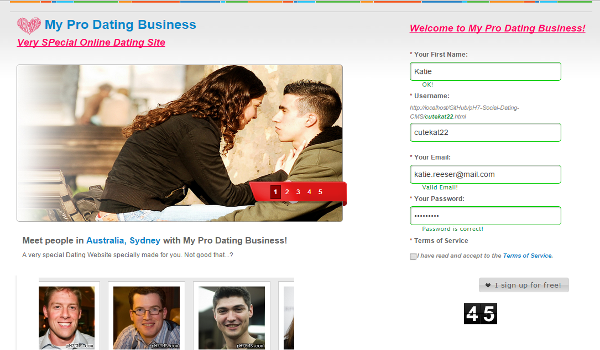 My Pro Dating Business
Very SPecial Online Dating Site
1 2 3 4 5
Meet people in Australia, Sydney with My Pro Dating Business!
A very special Dating Website specially made for you. Not good that..?
Welcome to My Pro Dating Business!
* Your First Name:
Katie
OK!
* Username:
http://localhost/GitHub/pH7-Social-Dating-
CMS/cutekat22.html
cutekat22
* Your Email:
katie.reeser@mail.com
Valid Email!
* Your Password:
•••••••••
Password is correct!
* Terms of Service
I have read and accept to the Terms of Service.
I sign up for free!
45